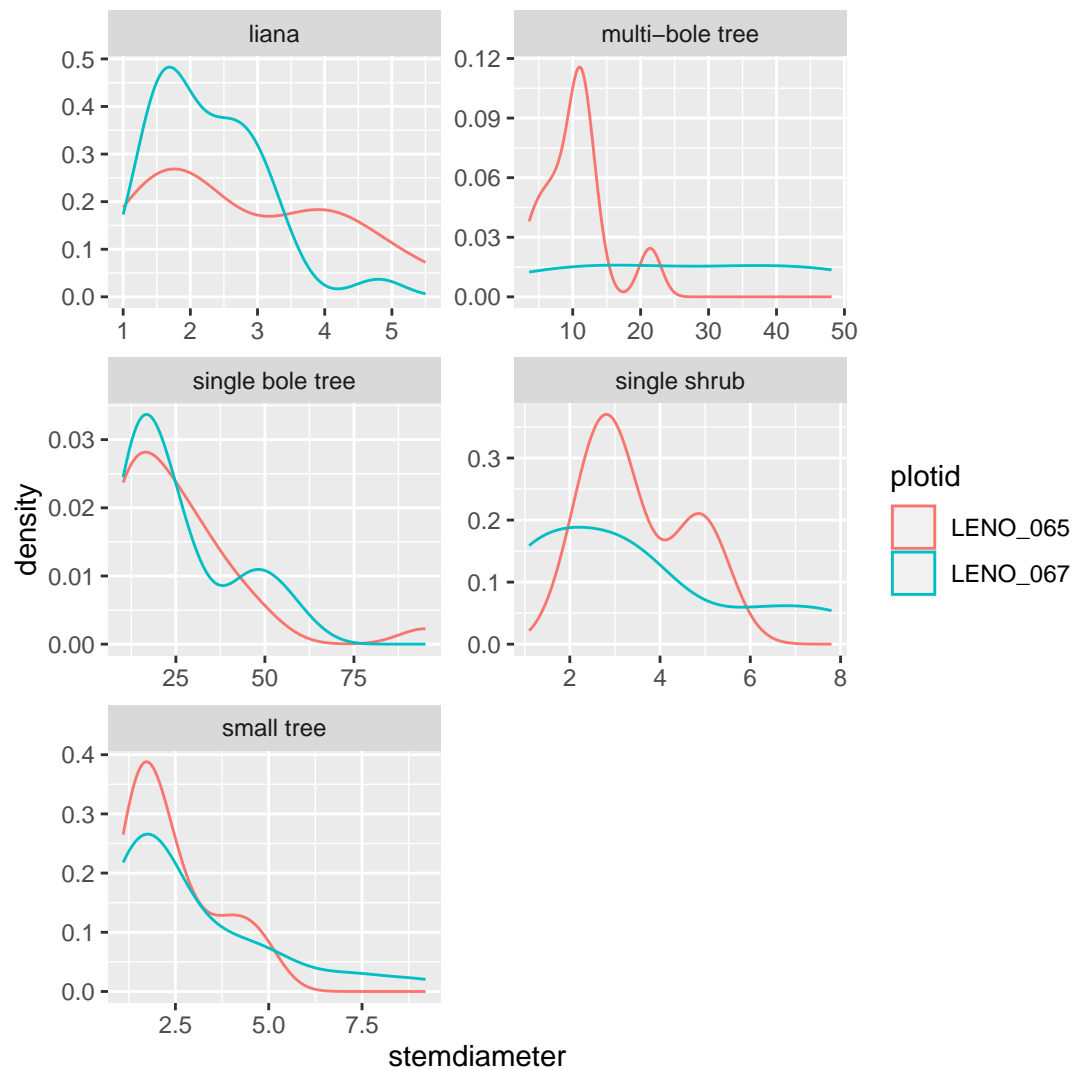 liana
multi−bole tree
0.5
0.4
0.3
0.2
0.1
0.0
1 2 3 4 5
0.12
0.09
0.06
0.03
0.00
10 20 30 40 50
single bole tree
single shrub
0.03
0.02
0.01
0.00
25 50 75
0.3
0.2
0.1
0.0
2 4 6 8
small tree
0.4
0.3
0.2
0.1
0.0
2.5 5.0 7.5
stemdiameter
density
plotid
LENO_065
LENO_067